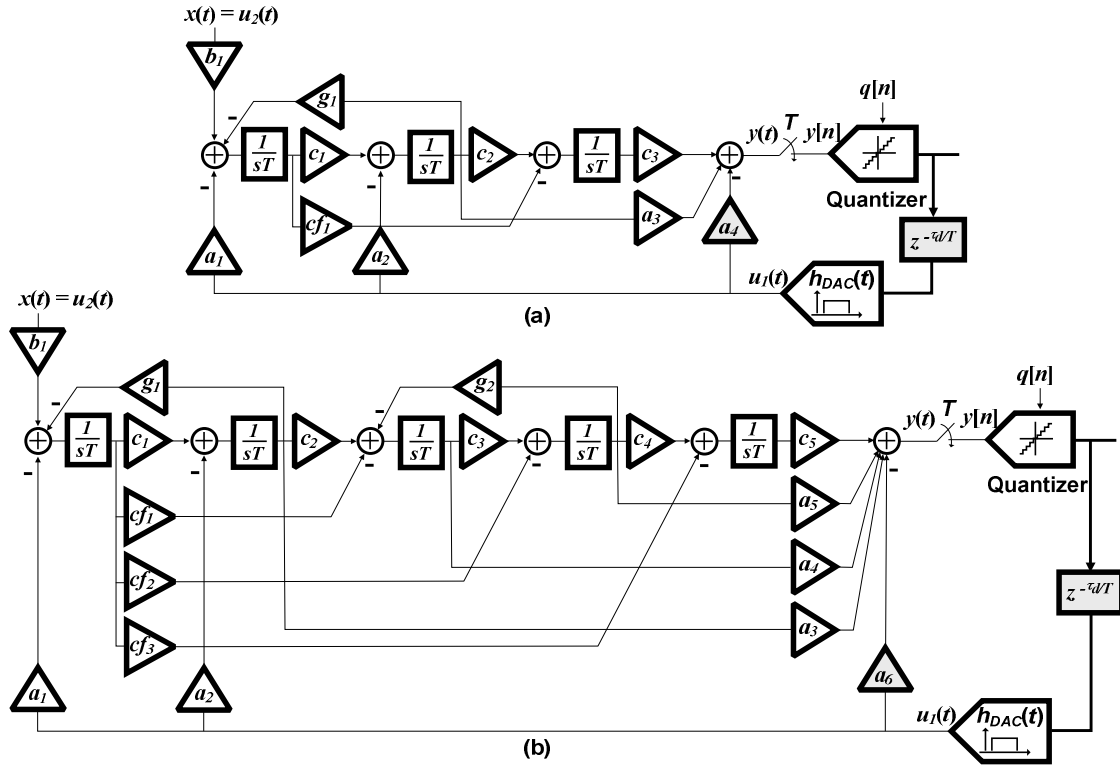 x(t) = u2(t)
b1
g1
q[n]
y(t) T y[n]
1/sT c1 1/sT c2 1/sT c3
Quantizer
cf1 a3
a1 a2 a4
z^-τd/T
u1(t) hDAC(t)
(a)
x(t) = u2(t)
b1
g1 g2
q[n]
y(t) T y[n]
1/sT c1 1/sT c2 1/sT c3 1/sT c4 1/sT c5
Quantizer
cf1 a5
cf2 a4
z^-τd/T
cf3 a3
a1 a2 a6
u1(t) hDAC(t)
(b)